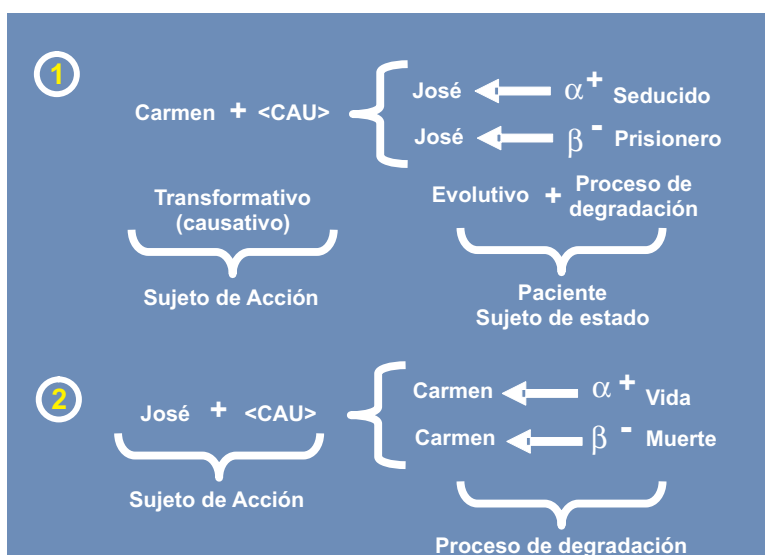 1
José α+ Seducido
Carmen + <CAU>
José β- Prisionero
Transformativo
(causativo)
Evolutivo + Proceso de
degradación
Sujeto de Acción
Paciente
Sujeto de estado
2
Carmen α+ Vida
José + <CAU>
Carmen β- Muerte
Sujeto de Acción
Proceso de degradación